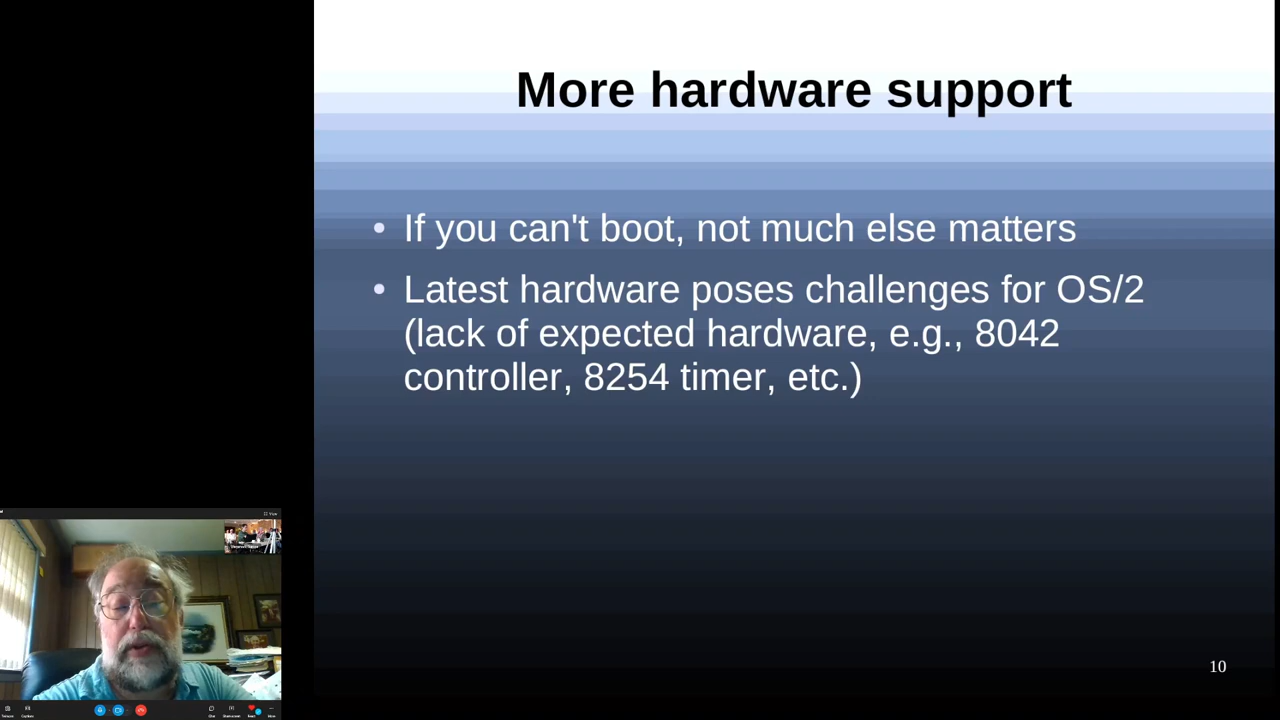 More hardware support
• If you can't boot, not much else matters
• Latest hardware poses challenges for OS/2
(lack of expected hardware, e.g., 8042
controller, 8254 timer, etc.)
10
View